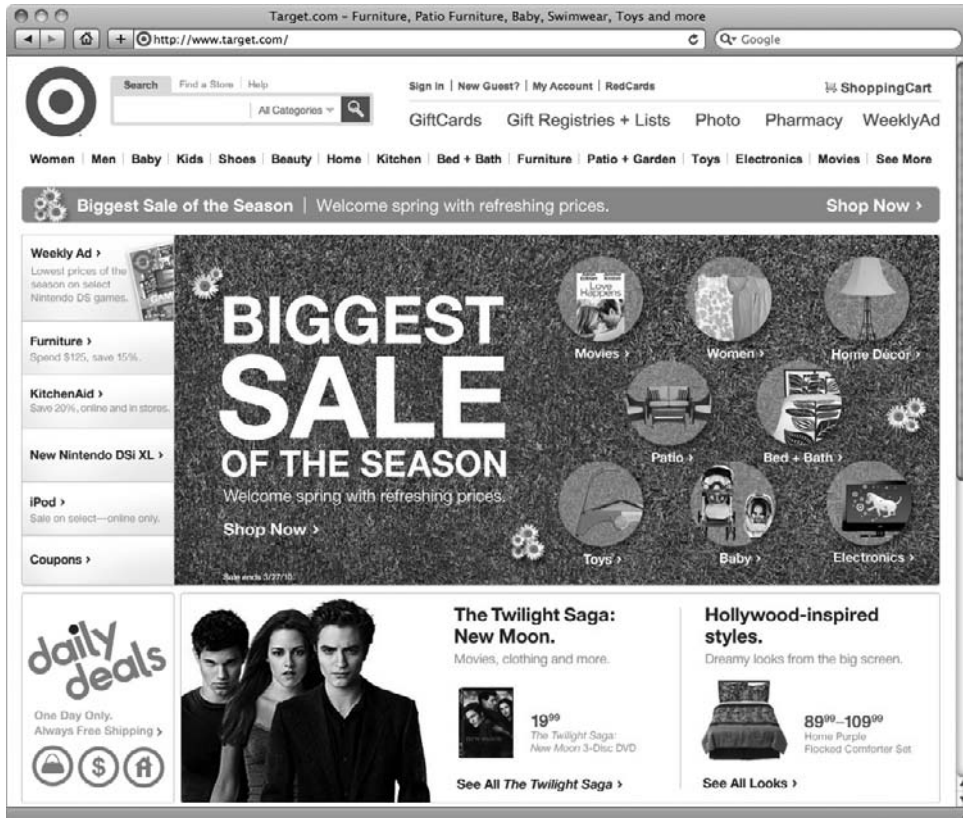 Target.com – Furniture, Patio Furniture, Baby, Swimwear, Toys and more
http://www.target.com/
Google
Search Find a Store Help
All Categories
Sign In | New Guest? | My Account | RedCards
ShoppingCart
GiftCards Gift Registries + Lists Photo Pharmacy WeeklyAd
Women Men Baby Kids Shoes Beauty Home Kitchen Bed + Bath Furniture Patio + Garden Toys Electronics Movies See More
Biggest Sale of the Season | Welcome spring with refreshing prices. Shop Now ›
Weekly Ad ›
Lowest prices of the
season on select
Nintendo DS games.
Furniture ›
Spend $125, save 15%.
KitchenAid ›
Save 20%, online and in stores.
New Nintendo DSi XL ›
iPod ›
Sale on select—online only.
Coupons ›
BIGGEST
SALE
OF THE SEASON
Welcome spring with refreshing prices.
Shop Now ›
Sale ends 3/27/10.
Love
Happens
Movies › Women › Home Décor ›
Patio › Bed + Bath ›
Toys › Baby › Electronics ›
daily
deals
One Day Only.
Always Free Shipping ›
$
The Twilight Saga:
New Moon.
Movies, clothing and more.
19⁹⁹
The Twilight Saga:
New Moon 3-Disc DVD
See All The Twilight Saga ›
Hollywood-inspired
styles.
Dreamy looks from the big screen.
89⁹⁹–109⁹⁹
Home Purple
Flocked Comforter Set
See All Looks ›